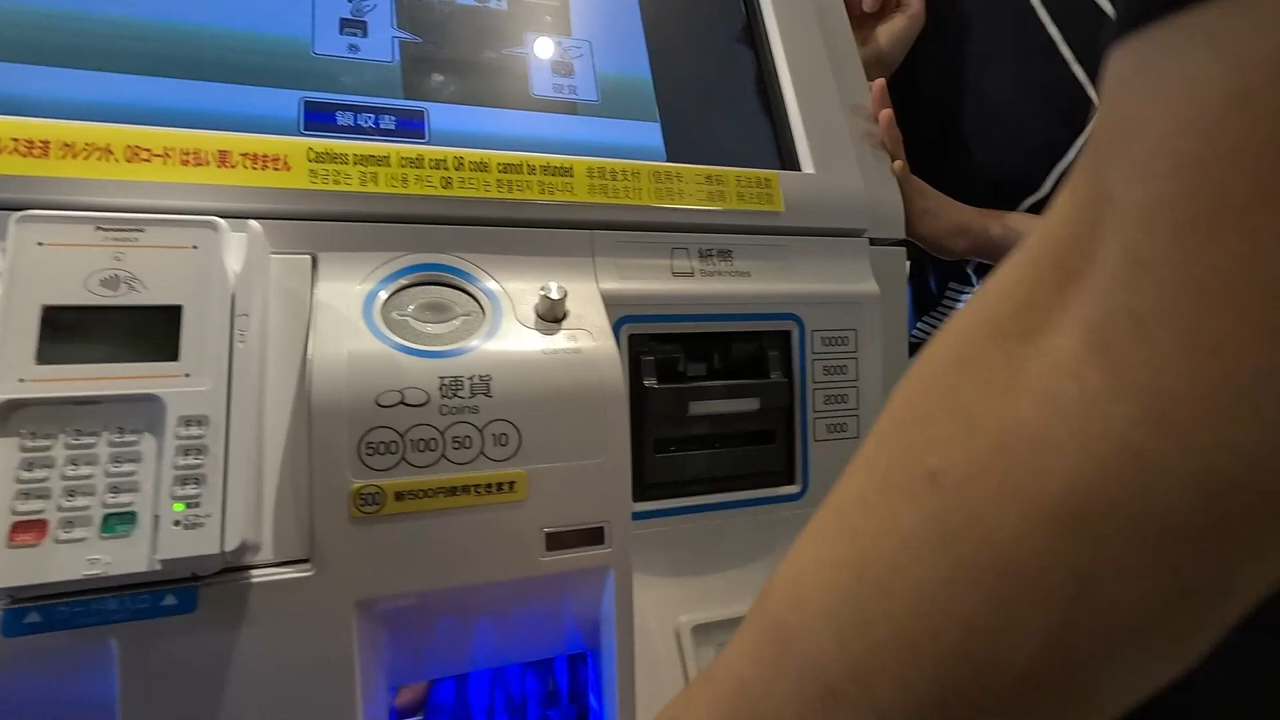 券
硬貨
領収書
レス決済(クレジット、QRコード)は払い戻しできません
Cashless payment (credit card, QR code) cannot be refunded
현금없는 결제 (신용 카드, QR 코드)는 환불되지 않습니다.
非现金支付(信用卡・二维码)无法退款
非現金支付(信用卡・二維碼)無法退款
Panasonic
紙幣
Banknotes
10000
5000
2000
1000
Cancel
硬貨
Coins
500 100 50 10
500 新500円使用できます
F1
F2
F3